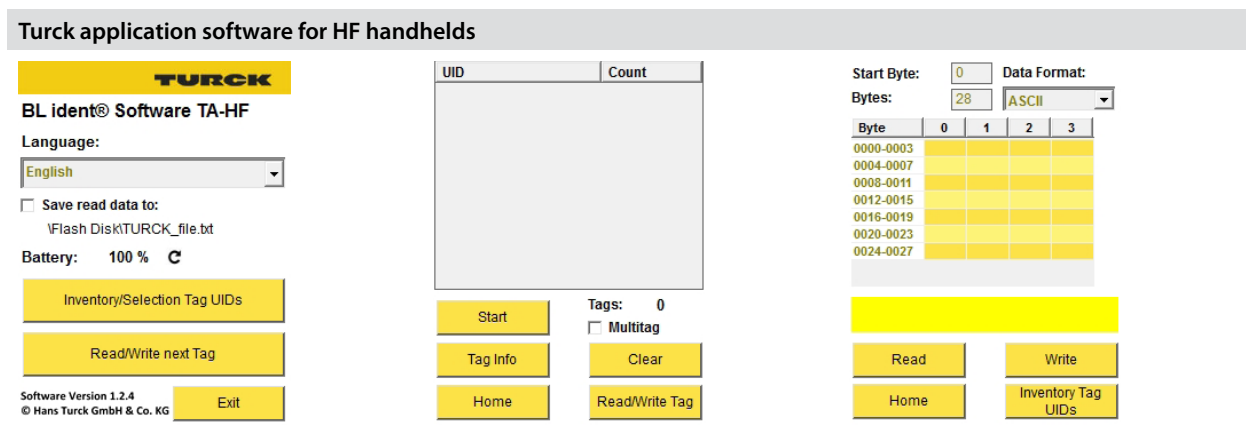 Turck application software for HF handhelds
TURCK
BL ident® Software TA-HF
Language:
English
Save read data to:
\Flash Disk\TURCK_file.txt
Battery: 100 %
Inventory/Selection Tag UIDs
Read/Write next Tag
Software Version 1.2.4
© Hans Turck GmbH & Co. KG
Exit
UID Count
Start
Tags: 0
Multitag
Tag Info Clear
Home Read/Write Tag
Start Byte: 0 Data Format:
Bytes: 28 ASCII
Byte 0 1 2 3
0000-0003
0004-0007
0008-0011
0012-0015
0016-0019
0020-0023
0024-0027
Read Write
Home
Inventory Tag
UIDs